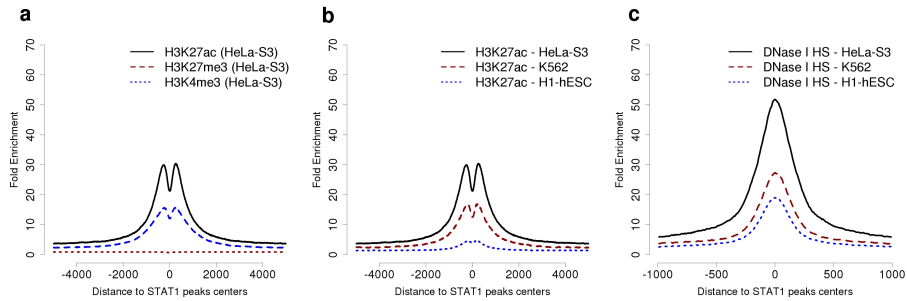 a
70
60
50
40
30
20
10
0
Fold Enrichment
H3K27ac (HeLa-S3)
H3K27me3 (HeLa-S3)
H3K4me3 (HeLa-S3)
-4000 -2000 0 2000 4000
Distance to STAT1 peaks centers
b
70
60
50
40
30
20
10
0
Fold Enrichment
H3K27ac - HeLa-S3
H3K27ac - K562
H3K27ac - H1-hESC
-4000 -2000 0 2000 4000
Distance to STAT1 peaks centers
c
70
60
50
40
30
20
10
0
Fold Enrichment
DNase I HS - HeLa-S3
DNase I HS - K562
DNase I HS - H1-hESC
-1000 -500 0 500 1000
Distance to STAT1 peaks centers